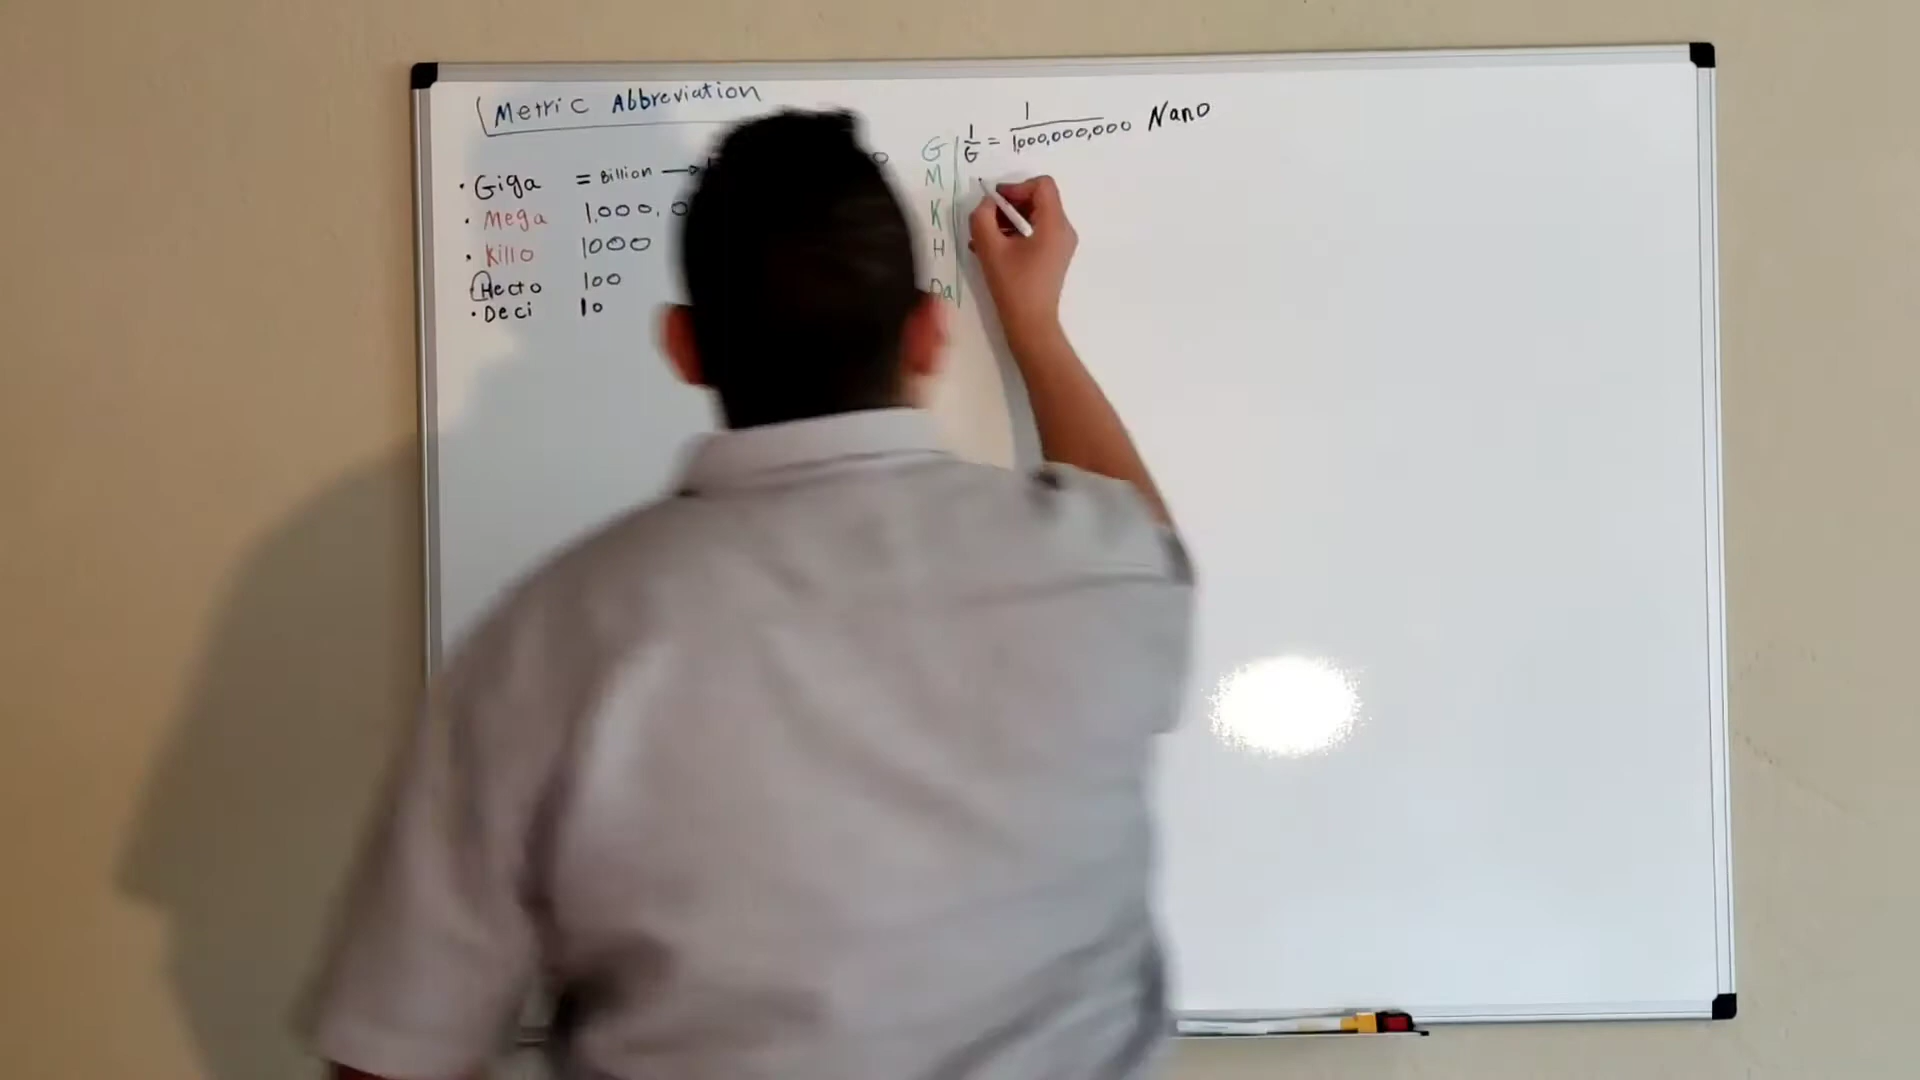 Metric Abbreviation
• Giga = Billion →
• Mega 1,000, 0
• Killo 1000
Hecto 100
• Deci 10
G 1/G = 1/1,000,000,000 Nano
M
K
H
Da